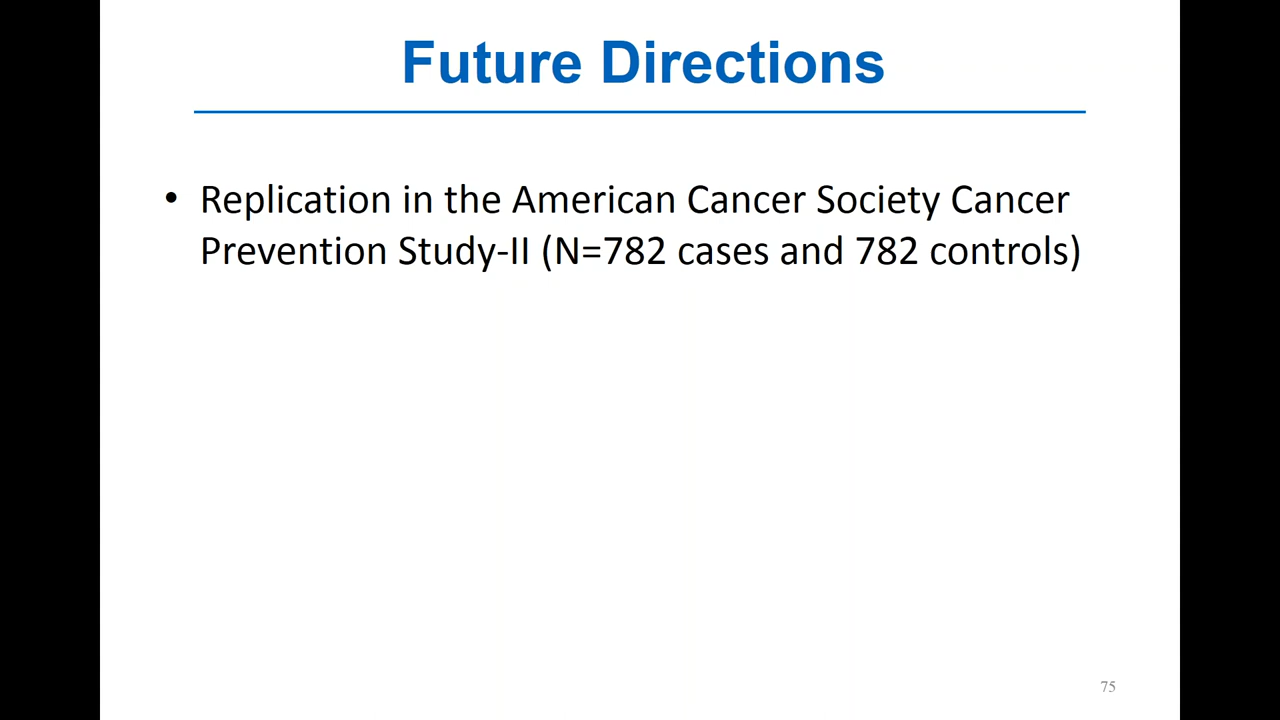 Future Directions
• Replication in the American Cancer Society Cancer
Prevention Study-II (N=782 cases and 782 controls)
75